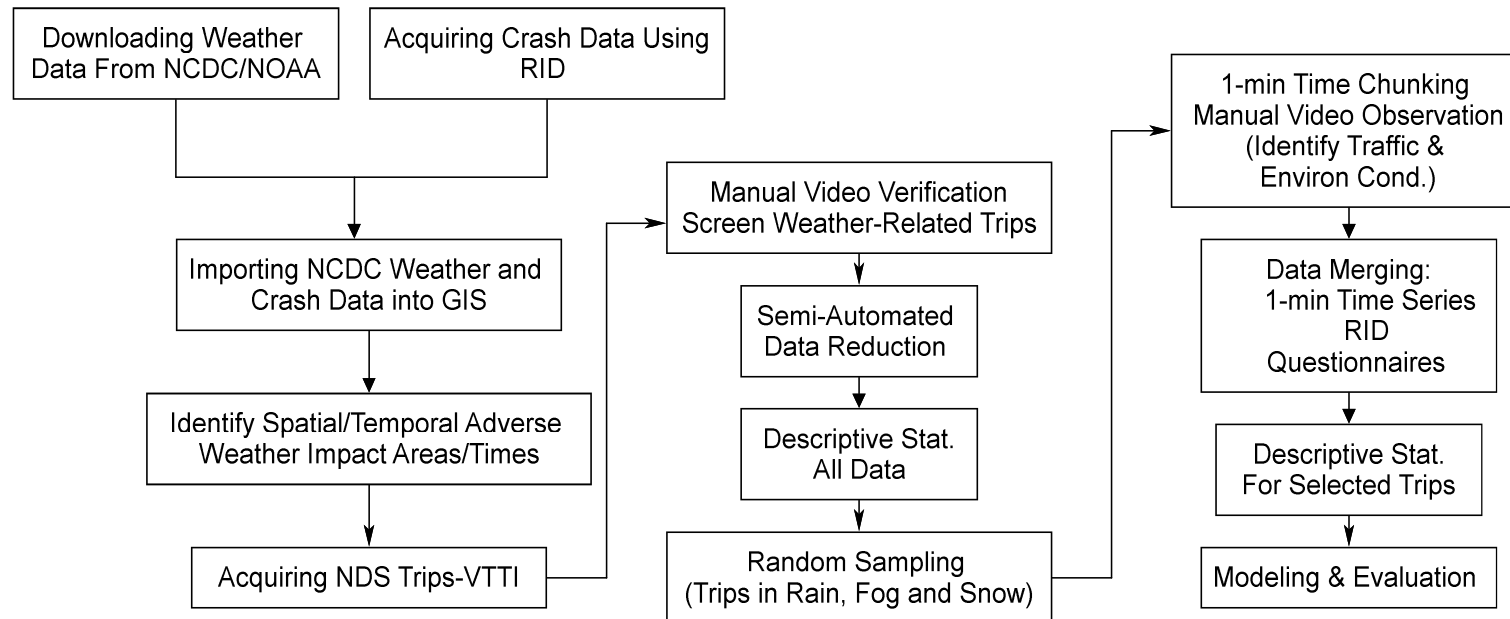 Downloading Weather
Data From NCDC/NOAA
Acquiring Crash Data Using
RID
Importing NCDC Weather and
Crash Data into GIS
Identify Spatial/Temporal Adverse
Weather Impact Areas/Times
Acquiring NDS Trips-VTTI
Manual Video Verification
Screen Weather-Related Trips
Semi-Automated
Data Reduction
Descriptive Stat.
All Data
Random Sampling
(Trips in Rain, Fog and Snow)
1-min Time Chunking
Manual Video Observation
(Identify Traffic &
Environ Cond.)
Data Merging:
1-min Time Series
RID
Questionnaires
Descriptive Stat.
For Selected Trips
Modeling & Evaluation